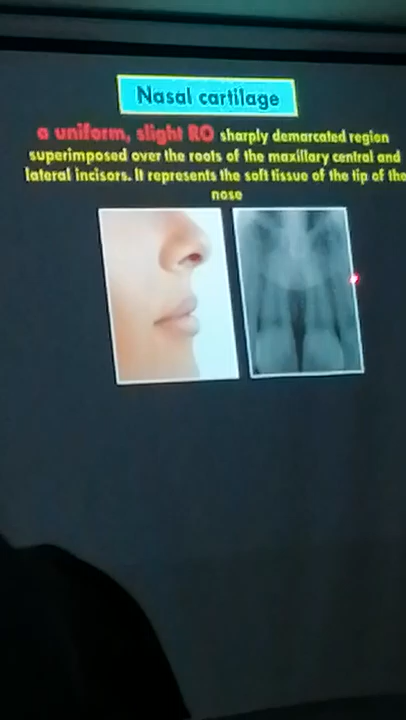 Nasal cartilage
a uniform, slight RO sharply demarcated region
superimposed over the roots of the maxillary central and
lateral incisors. It represents the soft tissue of the tip of the
nose